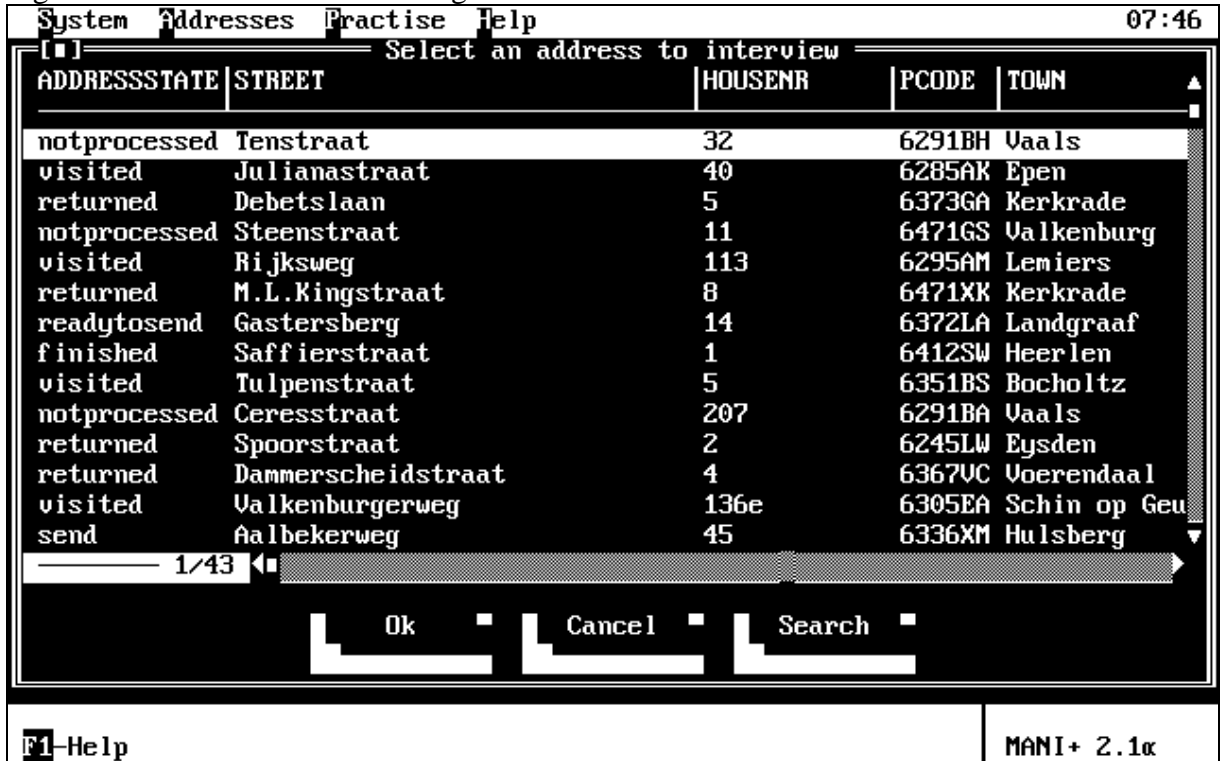 System Addresses Practise Help 07:46
[■] Select an address to interview
ADDRESSSTATE STREET HOUSENR PCODE TOWN
notprocessed Tenstraat 32 6291BH Vaals
visited Julianastraat 40 6285AK Epen
returned Debetslaan 5 6373GA Kerkrade
notprocessed Steenstraat 11 6471GS Valkenburg
visited Rijksweg 113 6295AM Lemiers
returned M.L.Kingstraat 8 6471XK Kerkrade
readytosend Gastersberg 14 6372LA Landgraaf
finished Saffierstraat 1 6412SW Heerlen
visited Tulpenstraat 5 6351BS Bocholtz
notprocessed Ceresstraat 207 6291BA Vaals
returned Spoorstraat 2 6245LW Eysden
returned Dammerscheidstraat 4 6367VC Voerendaal
visited Valkenburgerweg 136e 6305EA Schin op Geu
send Aalbekerweg 45 6336XM Hulsberg
1/43
Ok Cancel Search
F1-Help MANI+ 2.1α